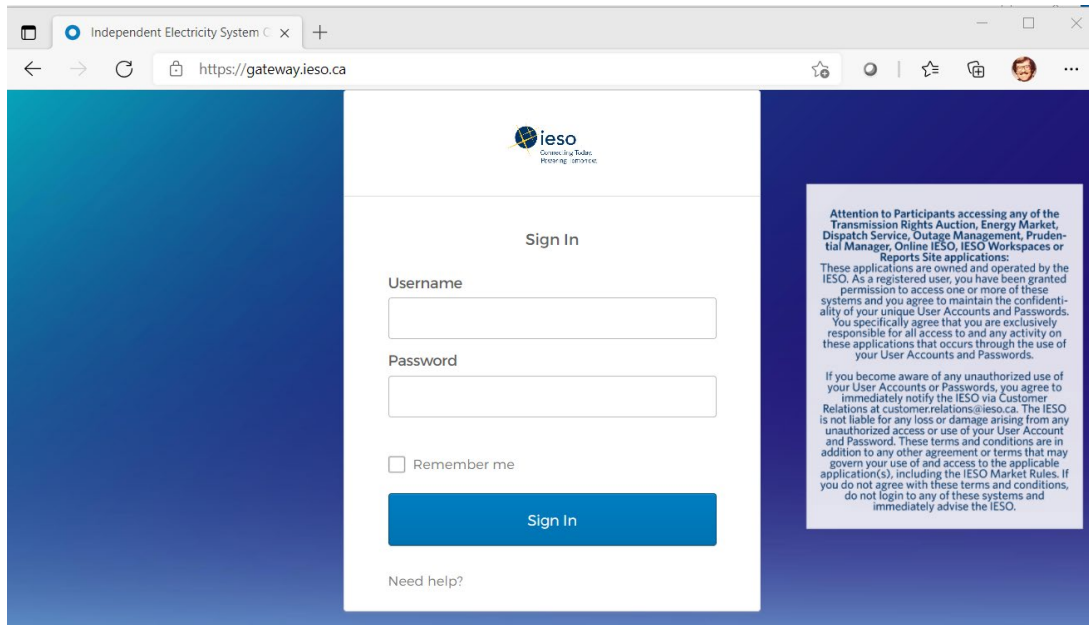 Independent Electricity System
https://gateway.ieso.ca
ieso
Connecting Today.
Powering Tomorrow.
Sign In
Username
Password
Remember me
Sign In
Need help?
Attention to Participants accessing any of the
Transmission Rights Auction, Energy Market,
Dispatch Service, Outage Management, Pruden-
tial Manager, Online IESO, IESO Workspaces or
Reports Site applications:
These applications are owned and operated by the
IESO. As a registered user, you have been granted
permission to access one or more of these
systems and you agree to maintain the confidenti-
ality of your unique User Accounts and Passwords.
You specifically agree that you are exclusively
responsible for all access to and any activity on
these applications that occurs through the use of
your User Accounts and Passwords.
If you become aware of any unauthorized use of
your User Accounts or Passwords, you agree to
immediately notify the IESO via Customer
Relations at customer.relations@ieso.ca. The IESO
is not liable for any loss or damage arising from any
unauthorized access or use of your User Account
and Password. These terms and conditions are in
addition to any other agreement or terms that may
govern your use of and access to the applicable
application(s), including the IESO Market Rules. If
you do not agree with these terms and conditions,
do not login to any of these systems and
immediately advise the IESO.